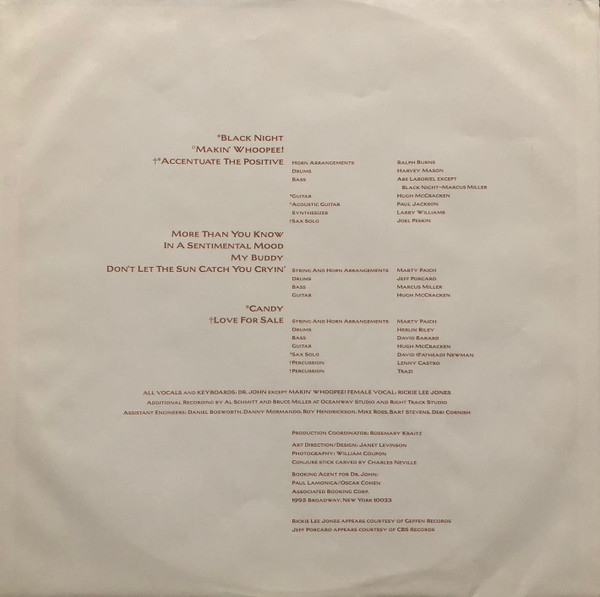 *Black Night
°Makin' Whoopee!
†*Accentuate The Positive
Horn Arrangements Ralph Burns
Drums Harvey Mason
Bass Abe Laboriel except
Black Night–Marcus Miller
*Guitar Hugh McCracken
°Acoustic Guitar Paul Jackson
Synthesizer Larry Williams
†Sax Solo Joel Peskin
More Than You Know
In A Sentimental Mood
My Buddy
Don't Let The Sun Catch You Cryin'
String And Horn Arrangements Marty Paich
Drums Jeff Porcaro
Bass Marcus Miller
Guitar Hugh McCracken
*Candy
†Love For Sale
String And Horn Arrangements Marty Paich
Drums Herlin Riley
Bass David Barard
Guitar Hugh McCracken
*Sax Solo David (Fathead) Newman
†Percussion Lenny Castro
†Percussion Trazi
All vocals and keyboards: Dr. John except Makin' Whoopee! Female Vocal: Rickie Lee Jones
Additional Recording by Al Schmitt and Bruce Miller at Oceanway Studio and Right Track Studio
Assistant Engineers: Daniel Bosworth, Danny Mormando, Roy Hendrickson, Mike Ross, Bart Stevens, Debi Cornish
Production Coordinator: Rosemary Kraitz
Art Direction/Design: Janet Levinson
Photography: William Coupon
Conjure stick carved by Charles Neville
Booking Agent for Dr. John:
Paul Lamonica/Oscar Cohen
Associated Booking Corp.
1995 Broadway, New York 10023
Rickie Lee Jones appears courtesy of Geffen Records
Jeff Porcaro appears courtesy of CBS Records